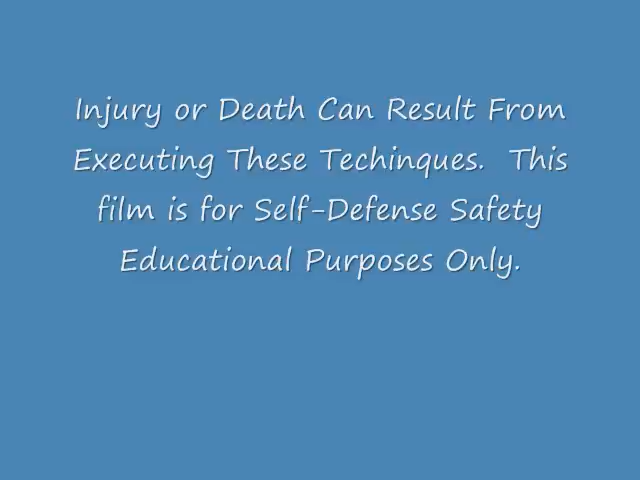 Injury or Death Can Result From
Executing These Techinques.  This
film is for Self-Defense Safety
Educational Purposes Only.